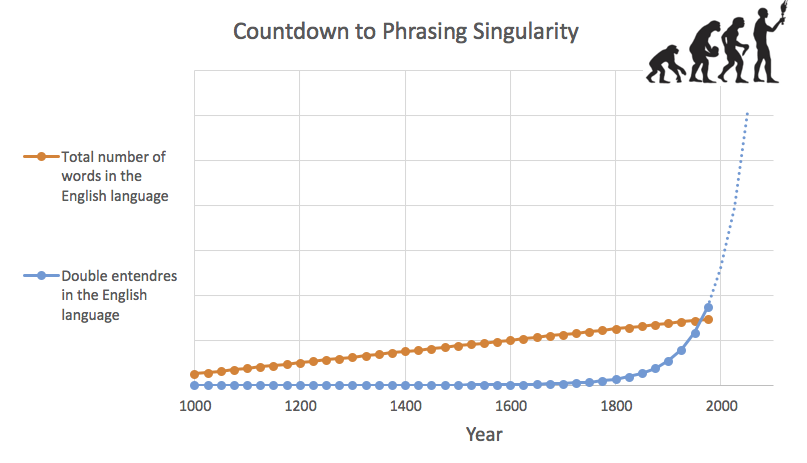 Countdown to Phrasing Singularity
Total number of
words in the
English language
Double entendres
in the English
language
1000 1200 1400 1600 1800 2000
Year